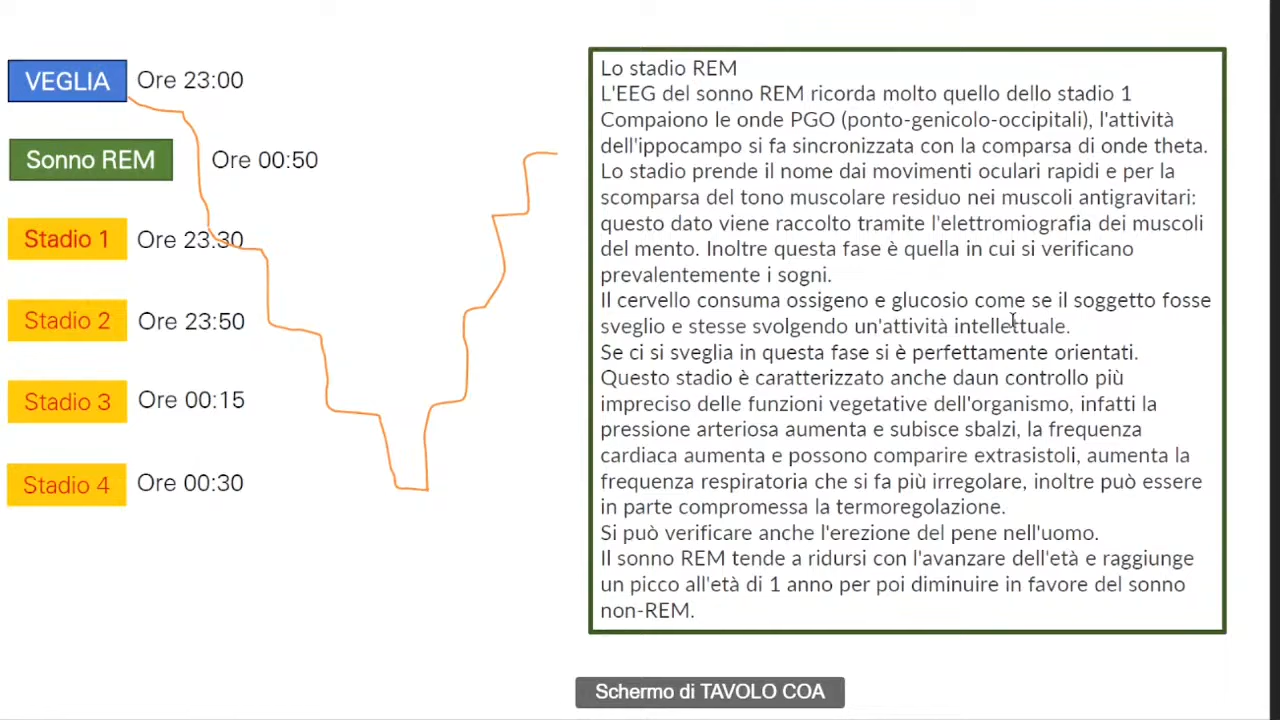 VEGLIA Ore 23:00
Sonno REM Ore 00:50
Stadio 1 Ore 23:30
Stadio 2 Ore 23:50
Stadio 3 Ore 00:15
Stadio 4 Ore 00:30
Lo stadio REM
L'EEG del sonno REM ricorda molto quello dello stadio 1
Compaiono le onde PGO (ponto-genicolo-occipitali), l'attività
dell'ippocampo si fa sincronizzata con la comparsa di onde theta.
Lo stadio prende il nome dai movimenti oculari rapidi e per la
scomparsa del tono muscolare residuo nei muscoli antigravitari:
questo dato viene raccolto tramite l'elettromiografia dei muscoli
del mento. Inoltre questa fase è quella in cui si verificano
prevalentemente i sogni.
Il cervello consuma ossigeno e glucosio come se il soggetto fosse
sveglio e stesse svolgendo un'attività intellettuale.
Se ci si sveglia in questa fase si è perfettamente orientati.
Questo stadio è caratterizzato anche daun controllo più
impreciso delle funzioni vegetative dell'organismo, infatti la
pressione arteriosa aumenta e subisce sbalzi, la frequenza
cardiaca aumenta e possono comparire extrasistoli, aumenta la
frequenza respiratoria che si fa più irregolare, inoltre può essere
in parte compromessa la termoregolazione.
Si può verificare anche l'erezione del pene nell'uomo.
Il sonno REM tende a ridursi con l'avanzare dell'età e raggiunge
un picco all'età di 1 anno per poi diminuire in favore del sonno
non-REM.
Schermo di TAVOLO COA